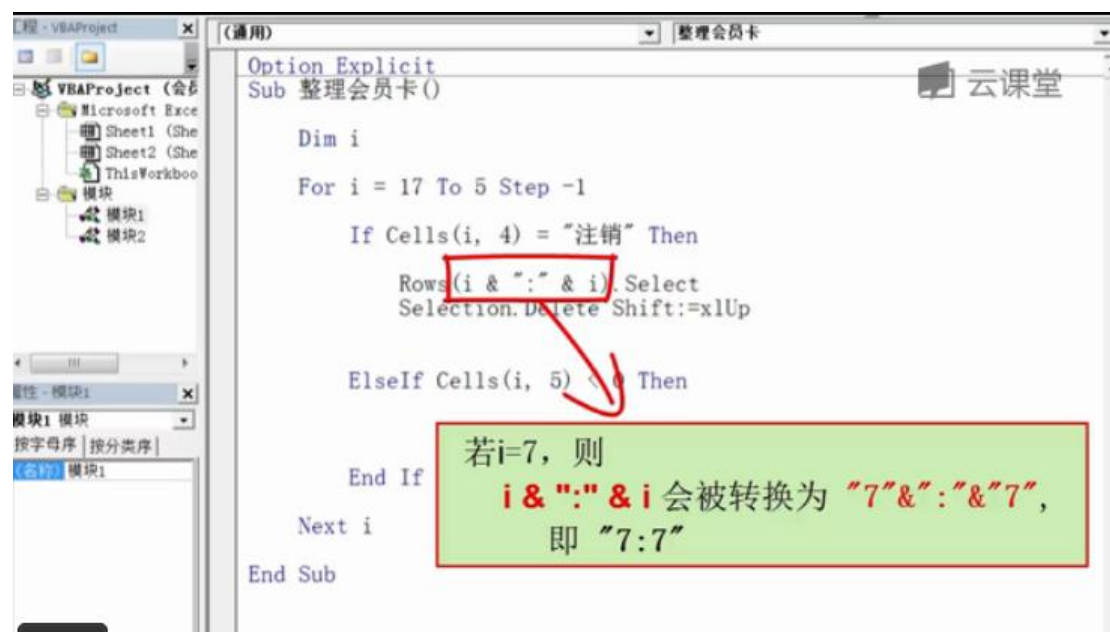 工程 - VBAProject
VBAProject (会员
Microsoft Exce
Sheet1 (She
Sheet2 (She
ThisWorkboo
模块
模块1
模块2
属性 - 模块1
模块1 模块
按字母序 按分类序
(名称) 模块1
(通用) 整理会员卡
云课堂
Option Explicit
Sub 整理会员卡()
Dim i
For i = 17 To 5 Step -1
If Cells(i, 4) = "注销" Then
Rows(i & ":" & i).Select
Selection.Delete Shift:=xlUp
ElseIf Cells(i, 5) < 0 Then
End If
Next i
End Sub
若i=7，则
i & ":" & i 会被转换为 "7"&":"&"7"，
即 "7:7"